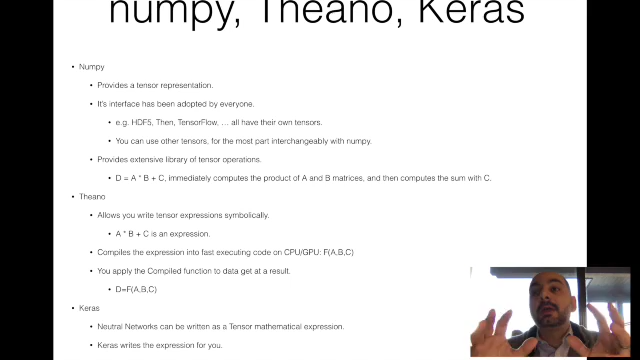 numpy, Theano, Keras
• Numpy
• Provides a tensor representation.
• It's interface has been adopted by everyone.
• e.g. HDF5, Then, TensorFlow, … all have their own tensors.
• You can use other tensors, for the most part interchangeably with numpy.
• Provides extensive library of tensor operations.
• D = A * B + C, immediately computes the product of A and B matrices, and then computes the sum with C.
• Theano
• Allows you write tensor expressions symbolically.
• A * B + C is an expression.
• Compiles the expression into fast executing code on CPU/GPU: F(A,B,C)
• You apply the Compiled function to data get at a result.
• D=F(A,B,C)
• Keras
• Neutral Networks can be written as a Tensor mathematical expression.
• Keras writes the expression for you.